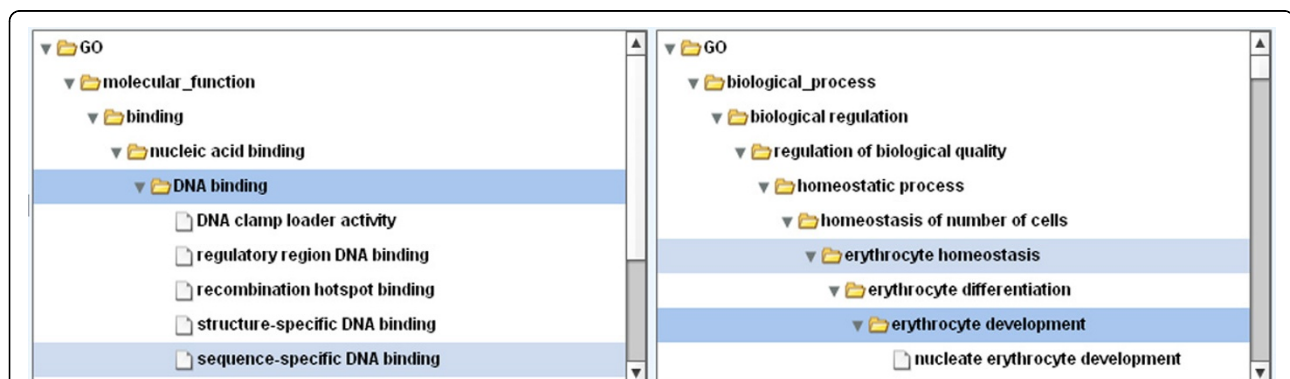 GO
molecular_function
binding
nucleic acid binding
DNA binding
DNA clamp loader activity
regulatory region DNA binding
recombination hotspot binding
structure-specific DNA binding
sequence-specific DNA binding
GO
biological_process
biological regulation
regulation of biological quality
homeostatic process
homeostasis of number of cells
erythrocyte homeostasis
erythrocyte differentiation
erythrocyte development
nucleate erythrocyte development